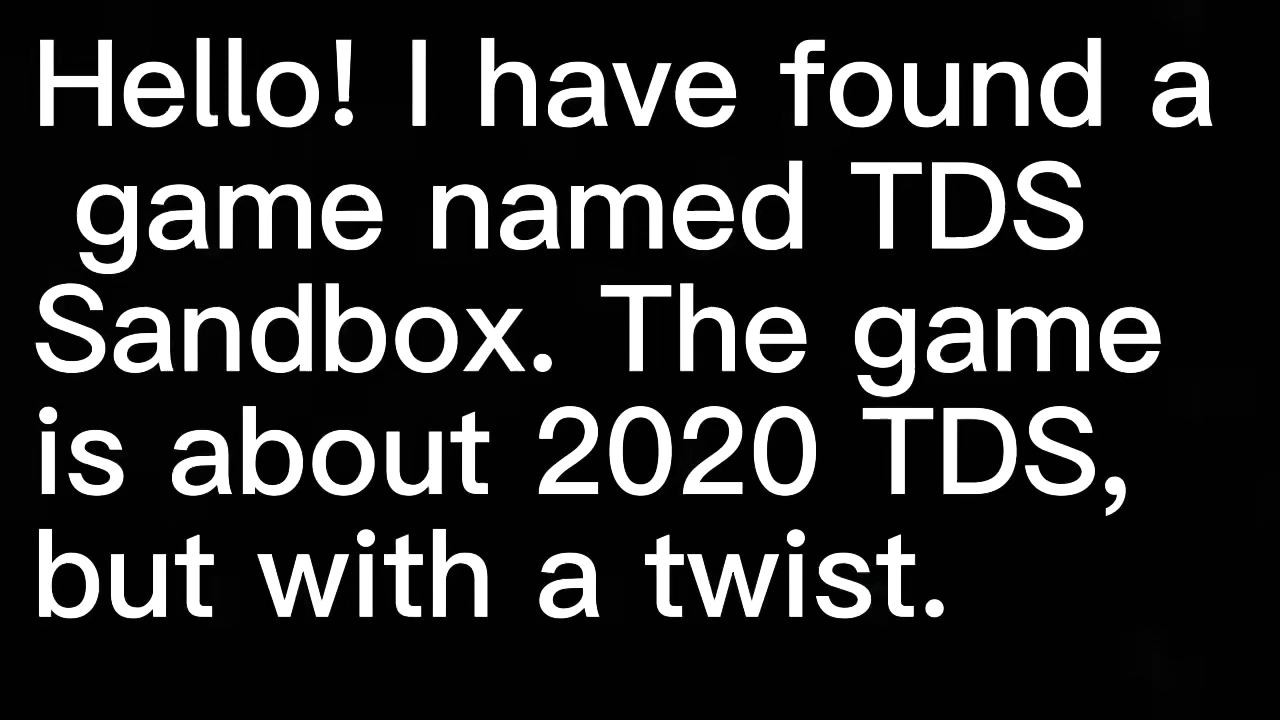 Hello! I have found a
game named TDS
Sandbox. The game
is about 2020 TDS,
but with a twist.